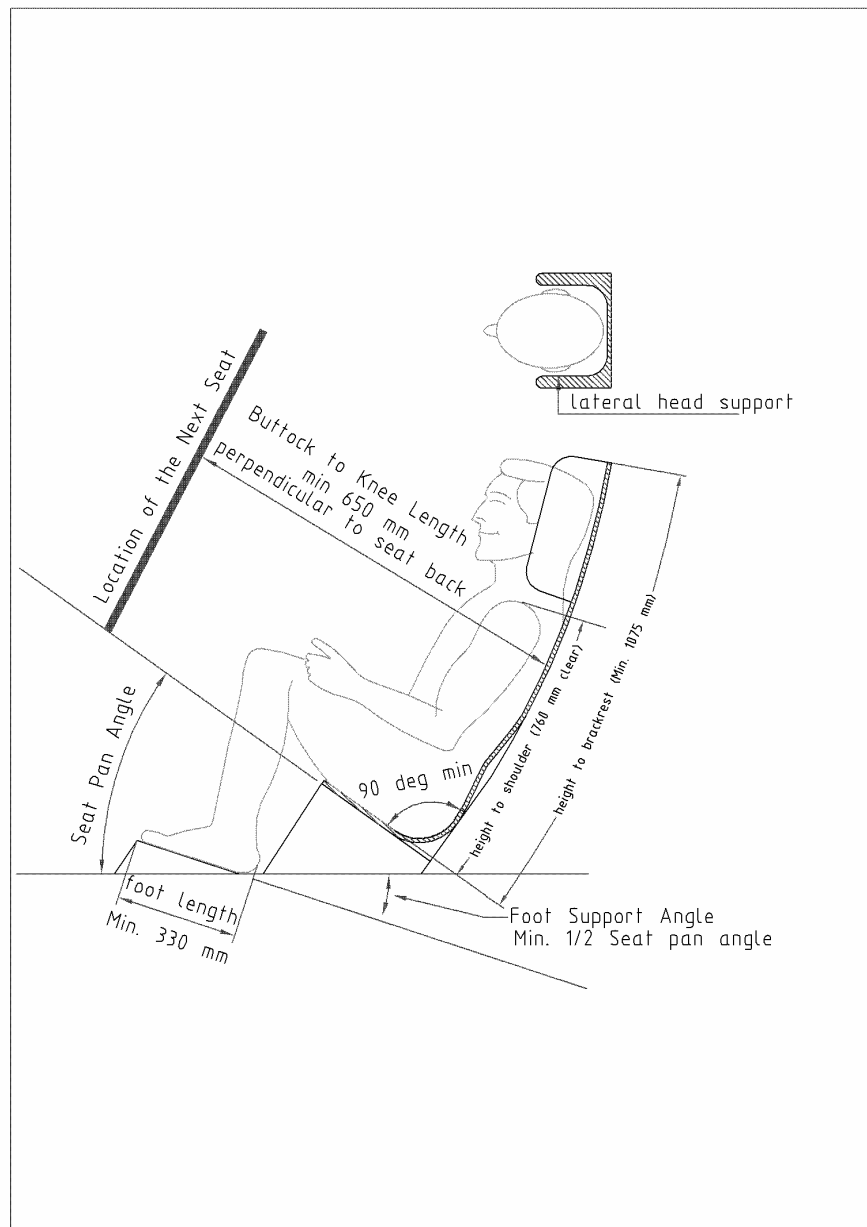 lateral head support
Location of the Next Seat
Buttock to Knee Length
min 650 mm
perpendicular to seat back
Seat Pan Angle
90 deg min
height to shoulder (760 mm clear)
height to brackrest (Min. 1075 mm)
foot length
Min. 330 mm
Foot Support Angle
Min. 1/2 Seat pan angle